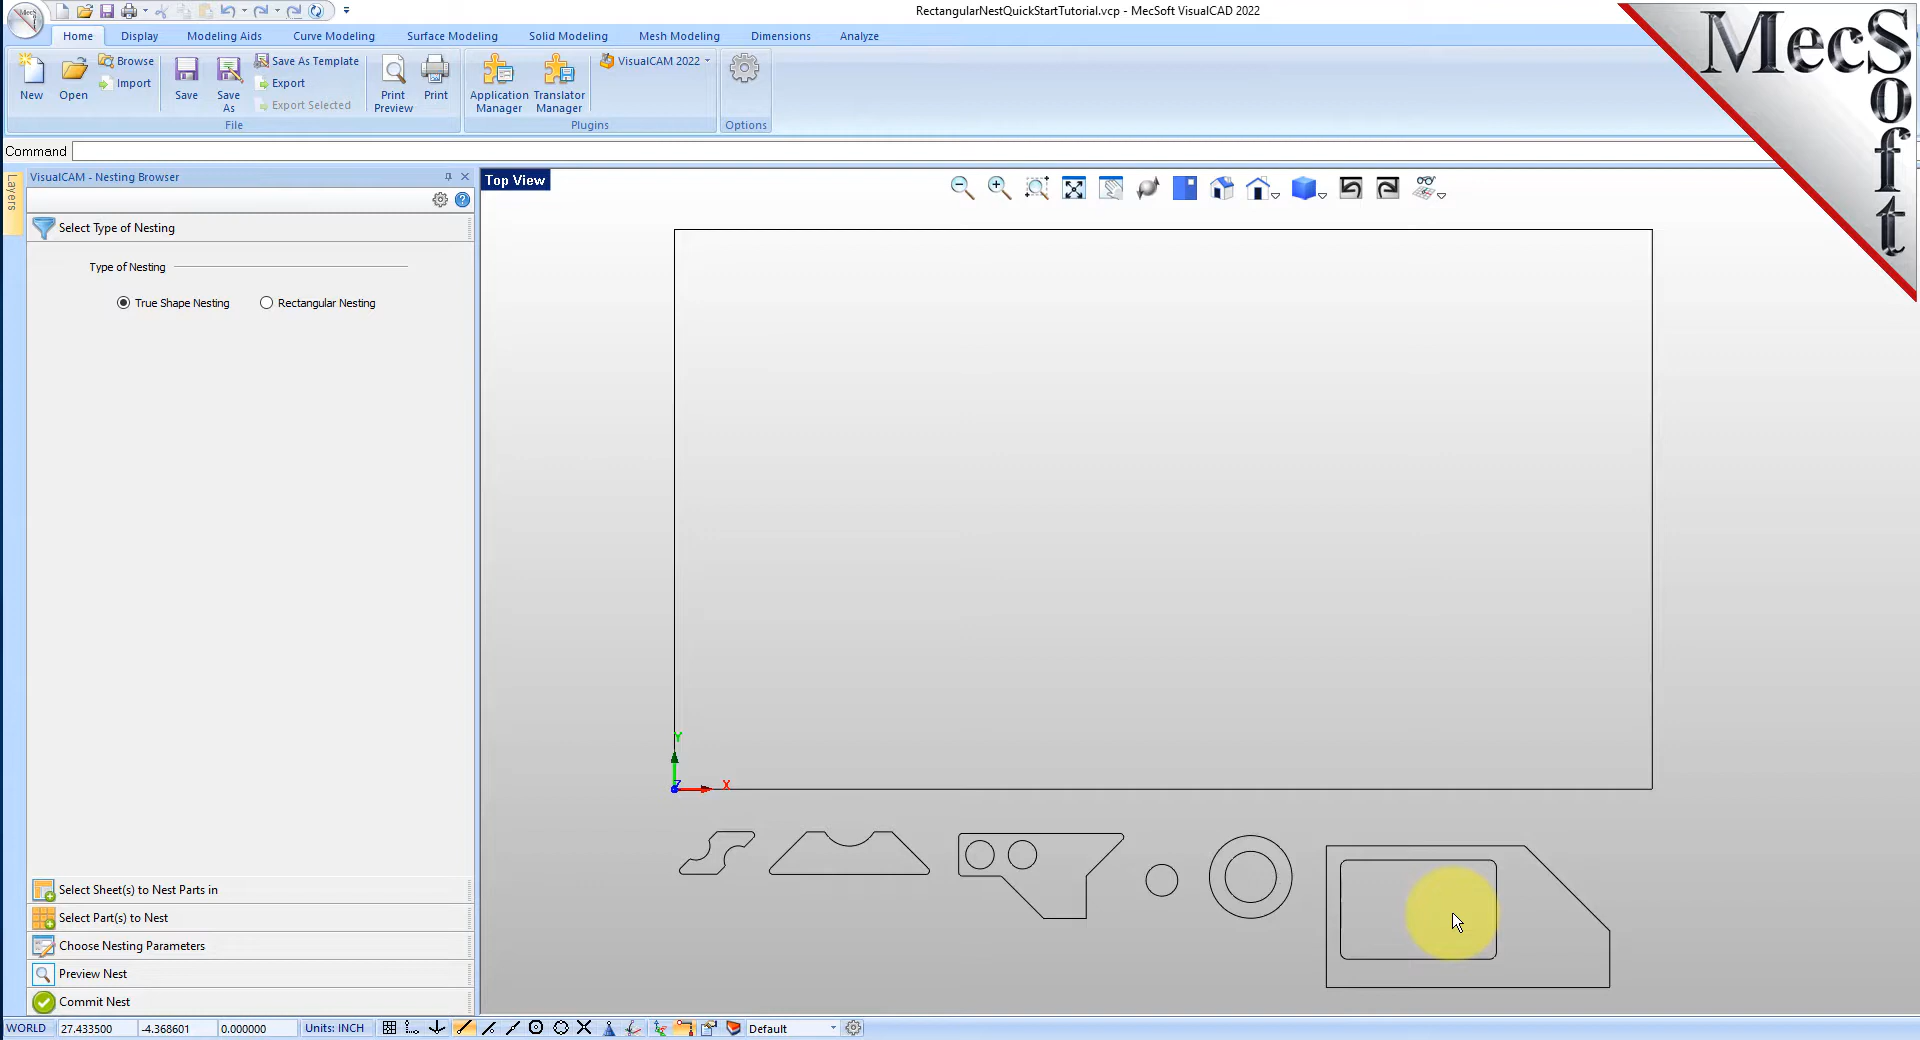 RectangularNestQuickStartTutorial.vcp - MecSoft VisualCAD 2022
MecSoft
Home Display Modeling Aids Curve Modeling Surface Modeling Solid Modeling Mesh Modeling Dimensions Analyze
New
Open
Browse
Import
Save
Save As
Save As Template
Export
Export Selected
Print Preview
Print
Application Manager
Translator Manager
VisualCAM 2022
File
Plugins
Options
Command
Layers
VisualCAM - Nesting Browser
Top View
Select Type of Nesting
Type of Nesting
True Shape Nesting Rectangular Nesting
Y
Z
X
Select Sheet(s) to Nest Parts in
Select Part(s) to Nest
Choose Nesting Parameters
Preview Nest
Commit Nest
WORLD 27.433500 -4.368601 0.000000 Units: INCH Default